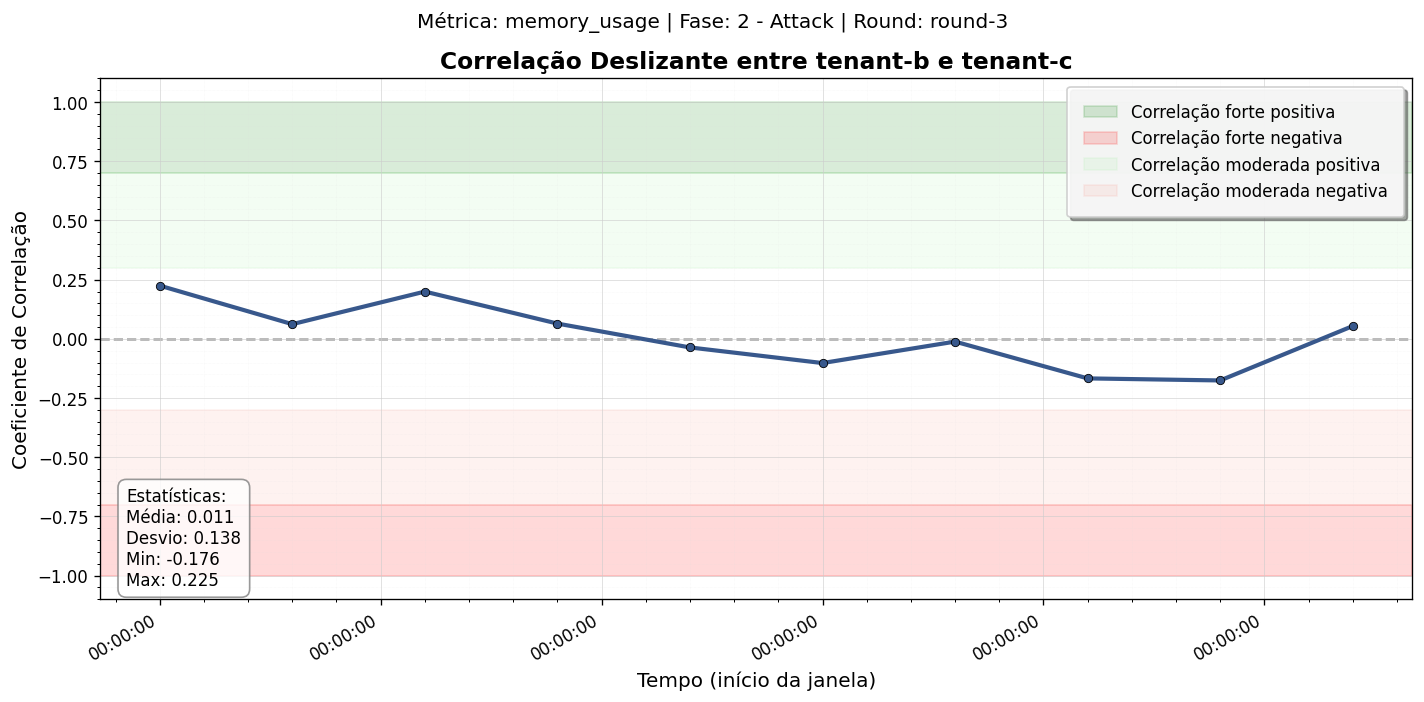 Métrica: memory_usage | Fase: 2 - Attack | Round: round-3
Correlação Deslizante entre tenant-b e tenant-c
Coeficiente de Correlação
1.00
0.75
0.50
0.25
0.00
−0.25
−0.50
−0.75
−1.00
Correlação forte positiva
Correlação forte negativa
Correlação moderada positiva
Correlação moderada negativa
Estatísticas:
Média: 0.011
Desvio: 0.138
Min: -0.176
Max: 0.225
00:00:00
00:00:00
00:00:00
00:00:00
00:00:00
00:00:00
Tempo (início da janela)